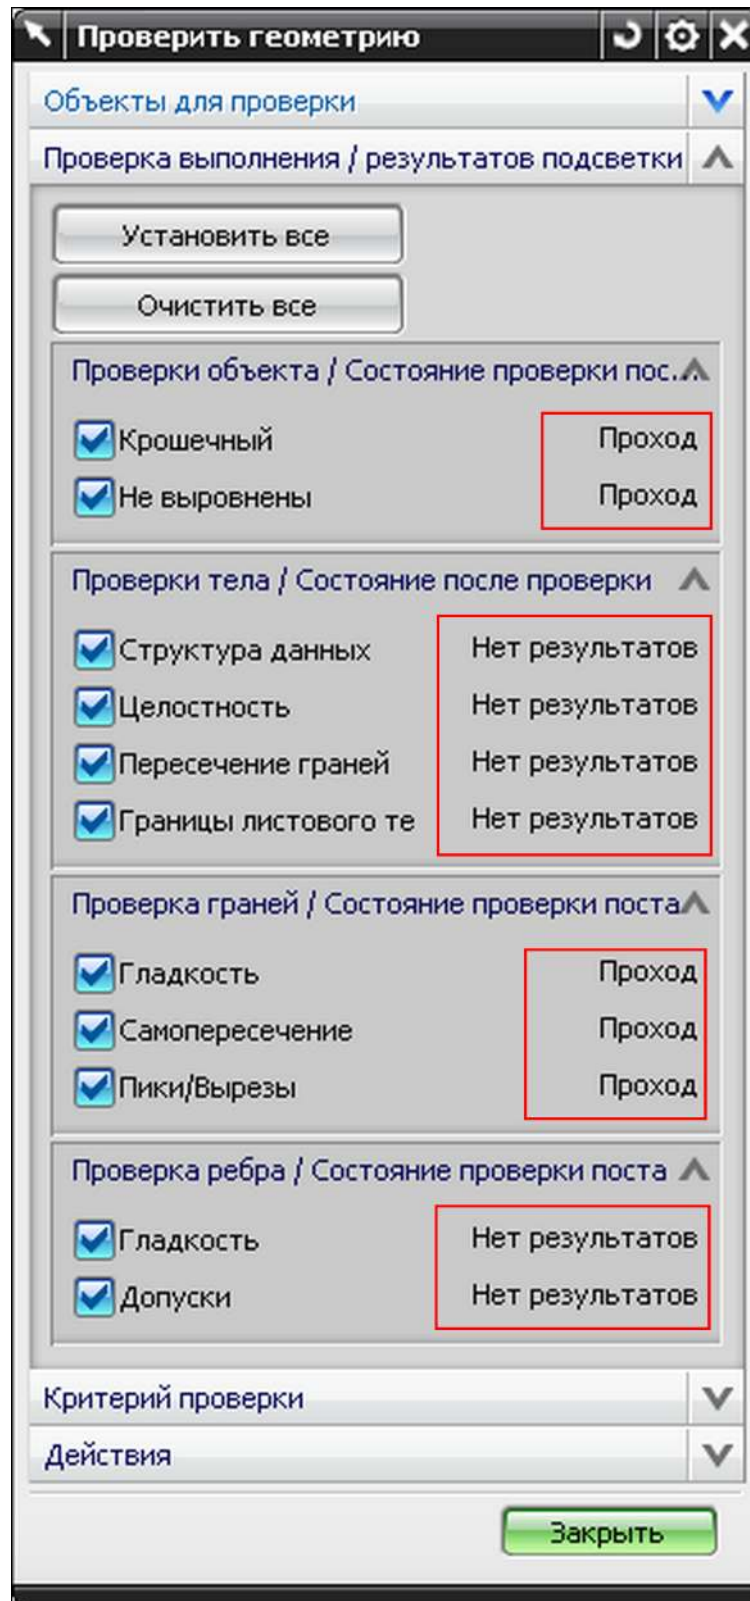 Проверить геометрию
Объекты для проверки
Проверка выполнения / результатов подсветки
Установить все
Очистить все
Проверки объекта / Состояние проверки пос...
Крошечный Проход
Не выровнены Проход
Проверки тела / Состояние после проверки
Структура данных Нет результатов
Целостность Нет результатов
Пересечение граней Нет результатов
Границы листового те Нет результатов
Проверка граней / Состояние проверки поста
Гладкость Проход
Самопересечение Проход
Пики/Вырезы Проход
Проверка ребра / Состояние проверки поста
Гладкость Нет результатов
Допуски Нет результатов
Критерий проверки
Действия
Закрыть